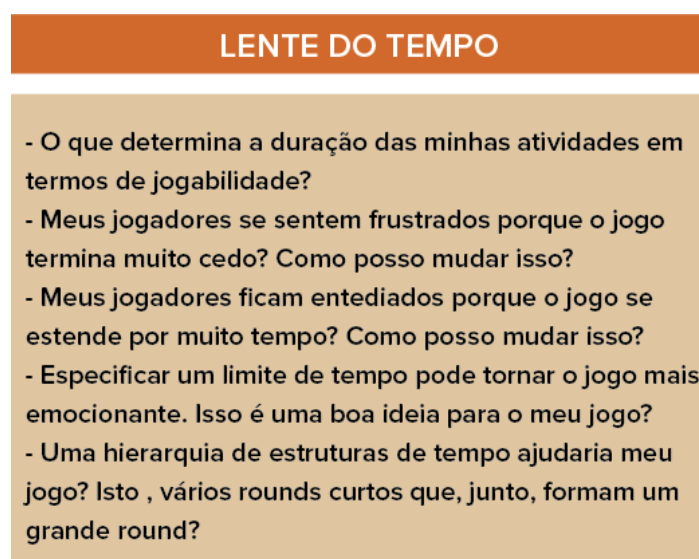 LENTE DO TEMPO
- O que determina a duração das minhas atividades em
termos de jogabilidade?
- Meus jogadores se sentem frustrados porque o jogo
termina muito cedo? Como posso mudar isso?
- Meus jogadores ficam entediados porque o jogo se
estende por muito tempo? Como posso mudar isso?
- Especificar um limite de tempo pode tornar o jogo mais
emocionante. Isso é uma boa ideia para o meu jogo?
- Uma hierarquia de estruturas de tempo ajudaria meu
jogo? Isto , vários rounds curtos que, junto, formam um
grande round?